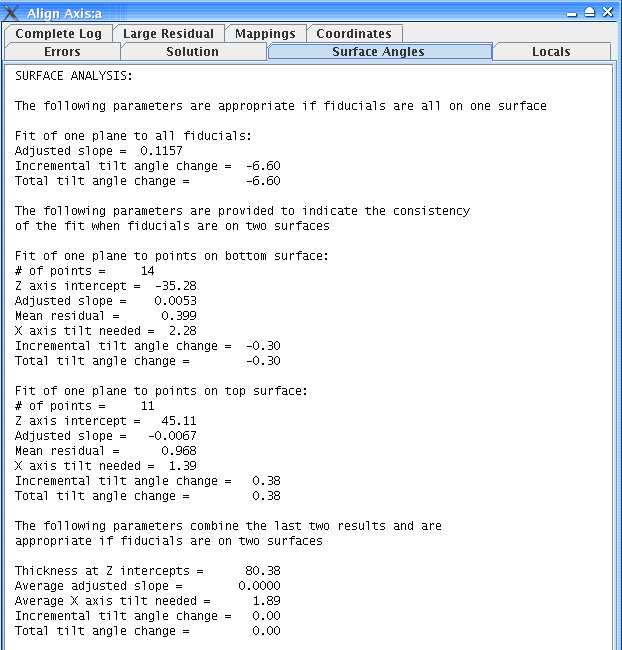 Align Axis:a
Complete Log Large Residual Mappings Coordinates
Errors Solution Surface Angles Locals
SURFACE ANALYSIS:
The following parameters are appropriate if fiducials are all on one surface
Fit of one plane to all fiducials:
Adjusted slope = 0.1157
Incremental tilt angle change = -6.60
Total tilt angle change = -6.60
The following parameters are provided to indicate the consistency
of the fit when fiducials are on two surfaces
Fit of one plane to points on bottom surface:
# of points = 14
Z axis intercept = -35.28
Adjusted slope = 0.0053
Mean residual = 0.399
X axis tilt needed = 2.28
Incremental tilt angle change = -0.30
Total tilt angle change = -0.30
Fit of one plane to points on top surface:
# of points = 11
Z axis intercept = 45.11
Adjusted slope = -0.0067
Mean residual = 0.968
X axis tilt needed = 1.39
Incremental tilt angle change = 0.38
Total tilt angle change = 0.38
The following parameters combine the last two results and are
appropriate if fiducials are on two surfaces
Thickness at Z intercepts = 80.38
Average adjusted slope = 0.0000
Average X axis tilt needed = 1.89
Incremental tilt angle change = 0.00
Total tilt angle change = 0.00